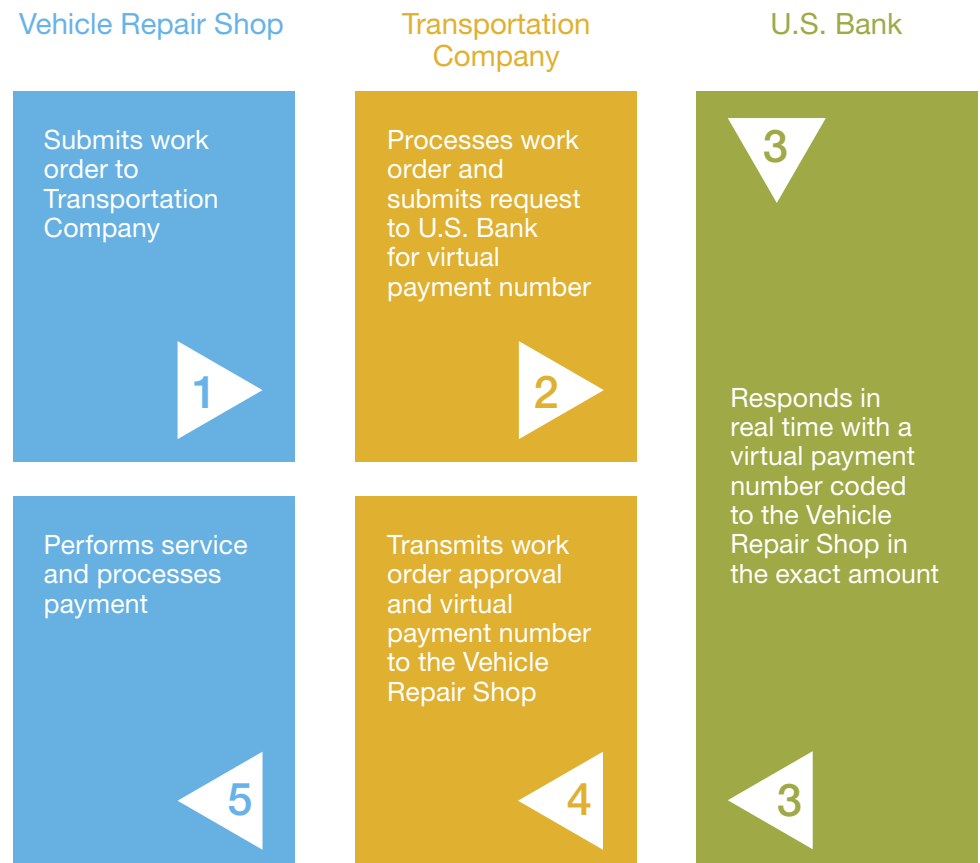 Vehicle Repair Shop
Transportation
Company
U.S. Bank
Submits work
order to
Transportation
Company
1
Processes work
order and
submits request
to U.S. Bank
for virtual
payment number
2
3
Responds in
real time with a
virtual payment
number coded
to the Vehicle
Repair Shop in
the exact amount
3
Transmits work
order approval
and virtual
payment number
to the Vehicle
Repair Shop
4
Performs service
and processes
payment
5